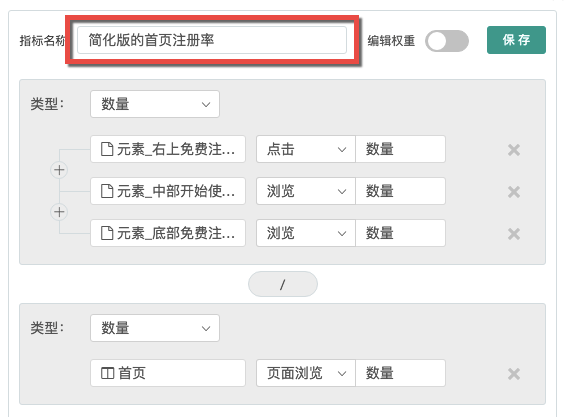 指标名称 简化版的首页注册率 编辑权重 保存
类型： 数量
元素_右上免费注... 点击 数量
+
元素_中部开始使... 浏览 数量
+
元素_底部免费注... 浏览 数量
/
类型： 数量
首页 页面浏览 数量